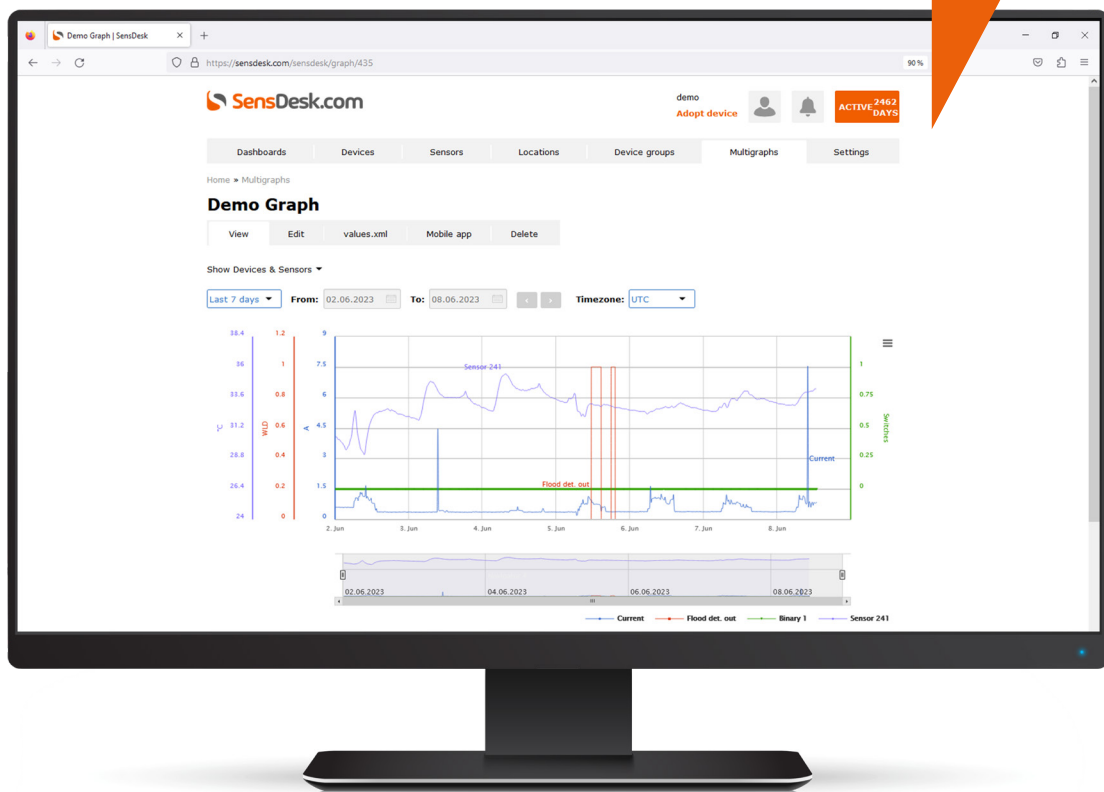 Demo Graph | SensDesk
https://sensdesk.com/sensdesk/graph/435
90%
SensDesk.com
demo
Adopt device
ACTIVE 2462 DAYS
Dashboards Devices Sensors Locations Device groups Multigraphs Settings
Home » Multigraphs
Demo Graph
View Edit values.xml Mobile app Delete
Show Devices & Sensors
Last 7 days From: 02.06.2023 To: 08.06.2023 Timezone: UTC
38.4 1.2 9
36 1 7.5 Sensor 241 1
33.6 0.8 6 0.75
°C 31.2 WLD 0.6 A 4.5 0.5 Switches
28.8 0.4 3 Current 0.25
26.4 0.2 1.5 Flood det. out 0
24 0 0
2. Jun 3. Jun 4. Jun 5. Jun 6. Jun 7. Jun 8. Jun
02.06.2023 04.06.2023 06.06.2023 08.06.2023
Current Flood det. out Binary 1 Sensor 241